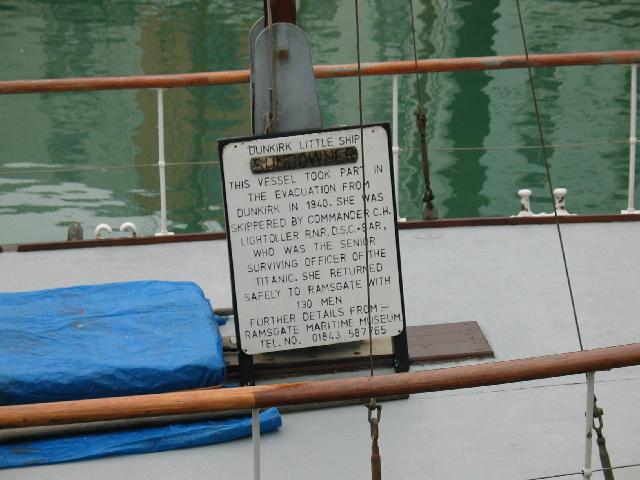 DUNKIRK LITTLE SHIP
SUNDOWNER
THIS VESSEL TOOK PART IN
THE EVACUATION FROM
DUNKIRK IN 1940. SHE WAS
SKIPPERED BY COMMANDER C.H.
LIGHTOLLER R.N.R, D.S.C.+BAR,
WHO WAS THE SENIOR
SURVIVING OFFICER OF THE
TITANIC. SHE RETURNED
SAFELY TO RAMSGATE WITH
130 MEN
FURTHER DETAILS FROM:-
RAMSGATE MARITIME MUSEUM
TEL. NO. 01843 587765